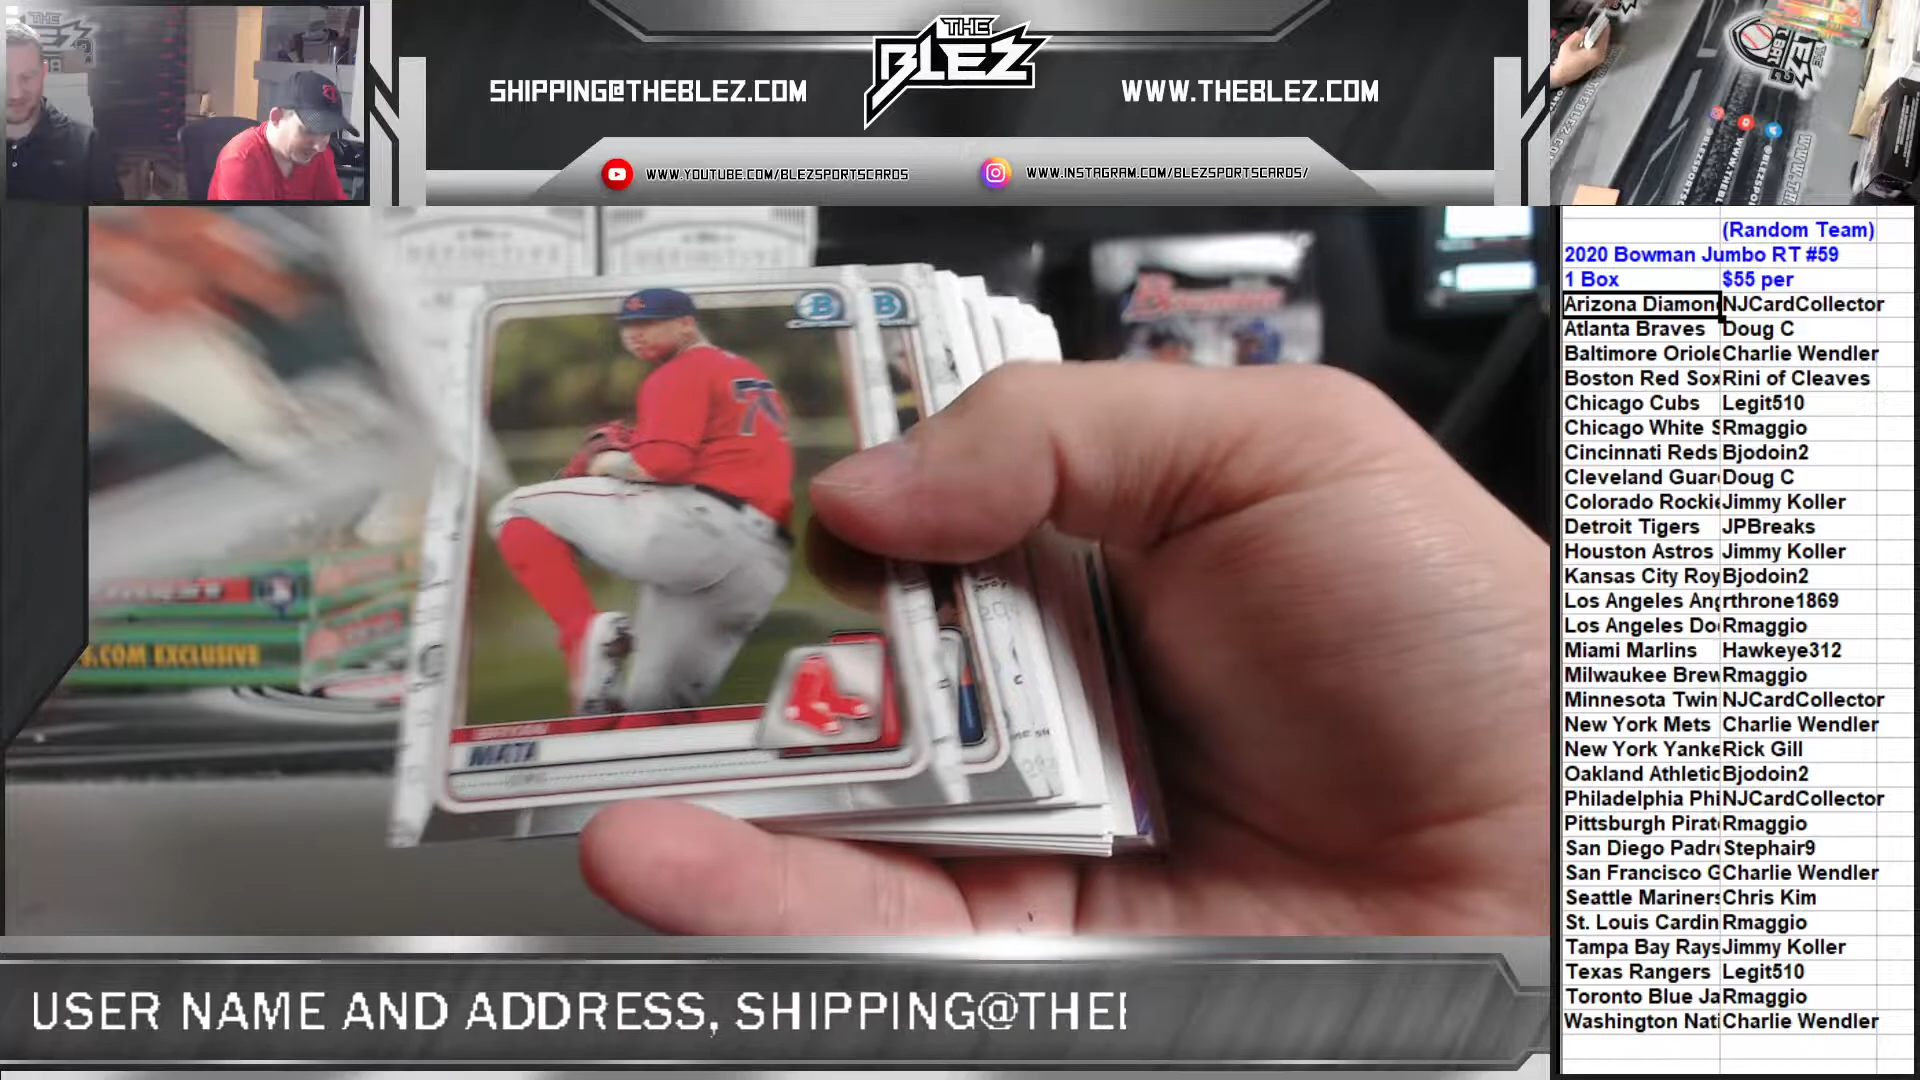 THE
BLEZ
SHIPPING@THEBLEZ.COM
WWW.THEBLEZ.COM
WWW.YOUTUBE.COM/BLEZSPORTSCARDS
WWW.INSTAGRAM.COM/BLEZSPORTSCARDS/
DEFINITIVE
Bowman
MATA
S.COM EXCLUSIVE
(Random Team)
2020 Bowman Jumbo RT #59
1 Box $55 per
Arizona Diamon NJCardCollector
Atlanta Braves Doug C
Baltimore Oriole Charlie Wendler
Boston Red Sox Rini of Cleaves
Chicago Cubs Legit510
Chicago White S Rmaggio
Cincinnati Reds Bjodoin2
Cleveland Guar Doug C
Colorado Rockie Jimmy Koller
Detroit Tigers JPBreaks
Houston Astros Jimmy Koller
Kansas City Roy Bjodoin2
Los Angeles Ang rthrone1869
Los Angeles Do Rmaggio
Miami Marlins Hawkeye312
Milwaukee Brew Rmaggio
Minnesota Twin NJCardCollector
New York Mets Charlie Wendler
New York Yanke Rick Gill
Oakland Athletic Bjodoin2
Philadelphia Phi NJCardCollector
Pittsburgh Pirat Rmaggio
San Diego Padr Stephair9
San Francisco G Charlie Wendler
Seattle Mariners Chris Kim
St. Louis Cardin Rmaggio
Tampa Bay Rays Jimmy Koller
Texas Rangers Legit510
Toronto Blue Ja Rmaggio
Washington Nati Charlie Wendler
USER NAME AND ADDRESS, SHIPPING@THE